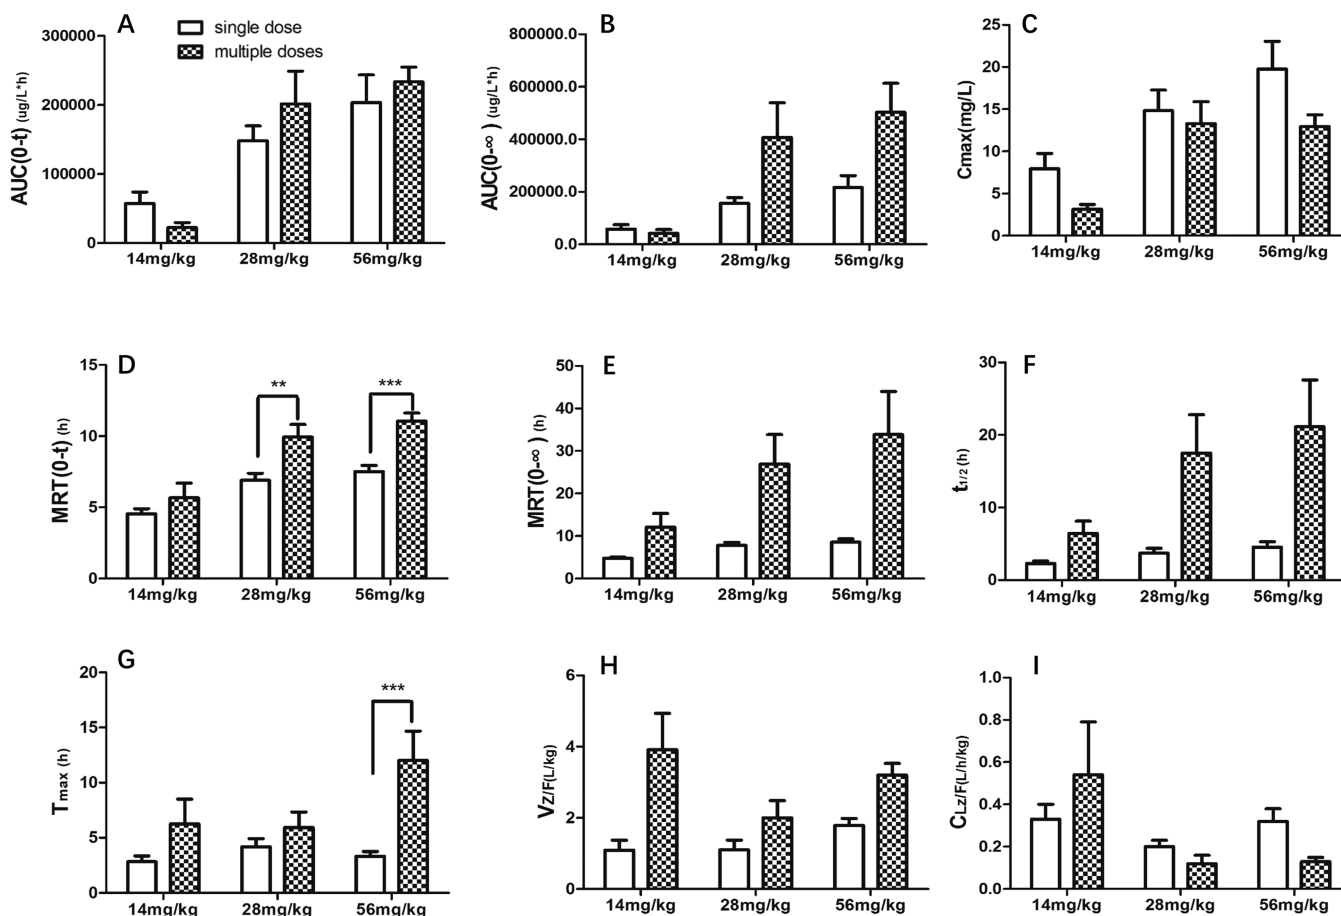 A
single dose
multiple doses
AUC(0-t) (ug/L*h)
300000
200000
100000
0
14mg/kg 28mg/kg 56mg/kg
B
AUC(0-∞) (ug/L*h)
800000.0
600000.0
400000.0
200000.0
0.0
14mg/kg 28mg/kg 56mg/kg
C
Cmax(mg/L)
25
20
15
10
5
0
14mg/kg 28mg/kg 56mg/kg
D
MRT(0-t) (h)
15
10
5
0
** ***
14mg/kg 28mg/kg 56mg/kg
E
MRT(0-∞) (h)
50
40
30
20
10
0
14mg/kg 28mg/kg 56mg/kg
F
t1/2 (h)
30
20
10
0
14mg/kg 28mg/kg 56mg/kg
G
Tmax (h)
20
15
10
5
0
***
14mg/kg 28mg/kg 56mg/kg
H
VZ/F(L/kg)
6
4
2
0
14mg/kg 28mg/kg 56mg/kg
I
CLz/F(L/h/kg)
1.0
0.8
0.6
0.4
0.2
0.0
14mg/kg 28mg/kg 56mg/kg